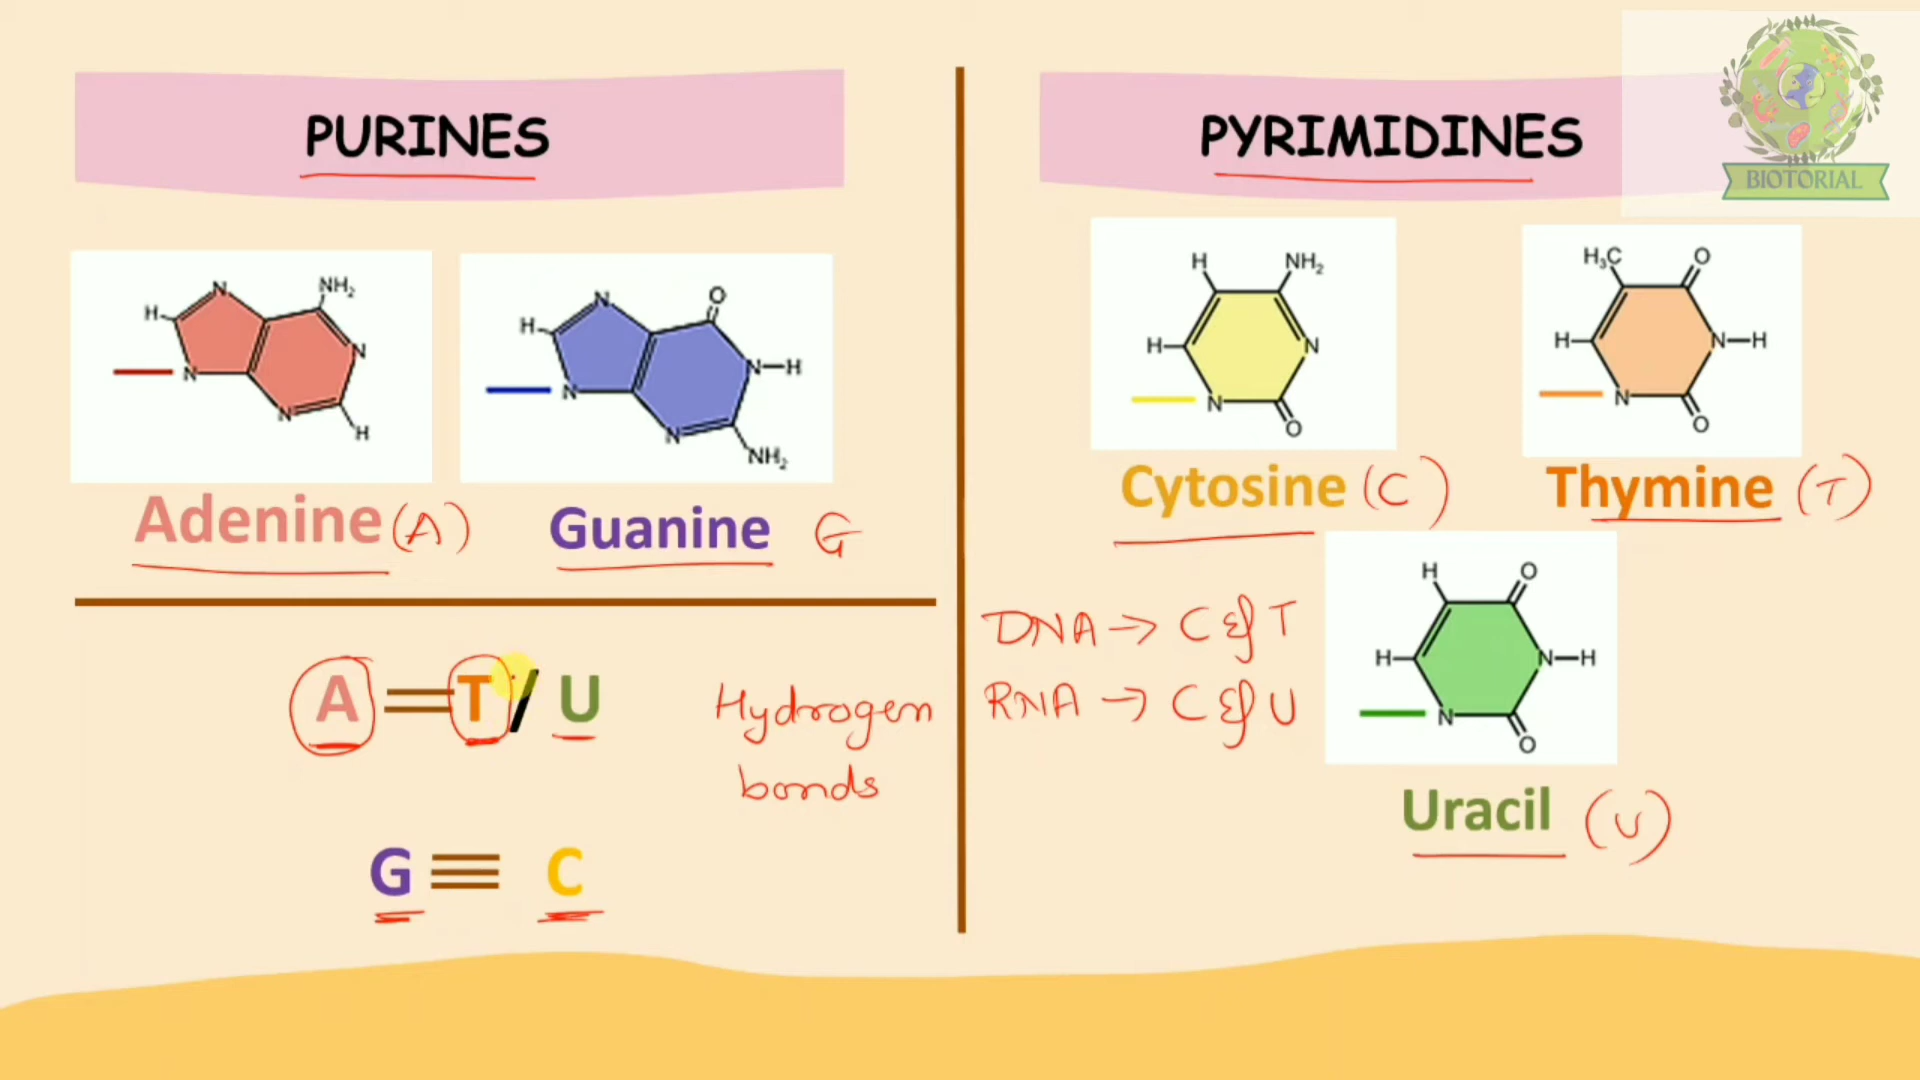 PURINES
PYRIMIDINES
BIOTORIAL
N
NH₂
H
N
N
N
H
N
O
H
N–H
N
N
NH₂
H
NH₂
H
N
N
O
H₃C
O
H
N–H
N
O
Adenine (A)
Guanine G
Cytosine (C)
Thymine (T)
H
O
H
N–H
N
O
Uracil (U)
DNA → C & T
RNA → C & U
A = T / U
Hydrogen
bonds
G ≡ C